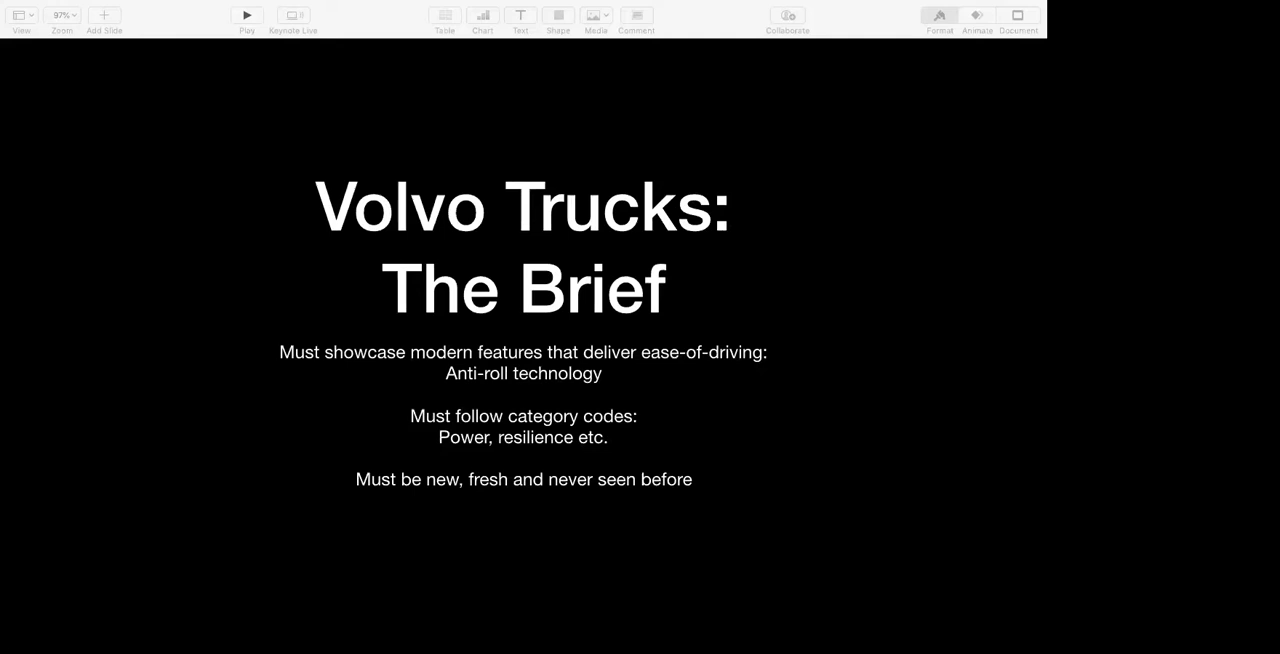 97%
View
Zoom
Add Slide
Play
Keynote Live
Table
Chart
Text
Shape
Media
Comment
Collaborate
Format
Animate
Document
Volvo Trucks:
The Brief
Must showcase modern features that deliver ease-of-driving:
Anti-roll technology
Must follow category codes:
Power, resilience etc.
Must be new, fresh and never seen before